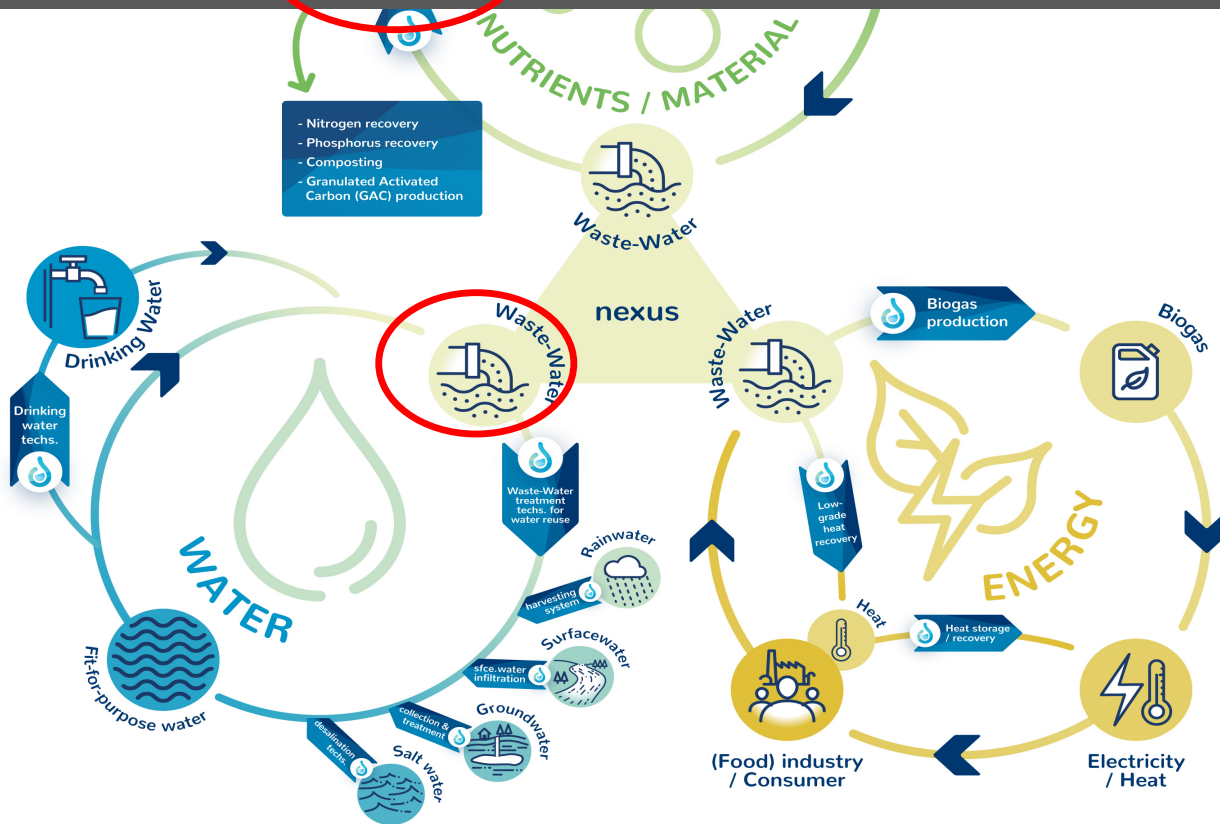 NUTRIENTS / MATERIAL
- Nitrogen recovery
- Phosphorus recovery
- Composting
- Granulated Activated
Carbon (GAC) production
Waste-Water
nexus
Waste-Water
Waste-Water
Drinking Water
Drinking
water
techs.
WATER
Fit-for-purpose water
Waste-Water
treatment
techs. for
water reuse
Rainwater
harvesting
system
Surfacewater
sfce.water
infiltration
Groundwater
collection &
treatment
Salt water
desalination
techs.
Biogas
production
Biogas
Low-
grade
heat
recovery
ENERGY
Heat
Heat storage
/ recovery
(Food) industry
/ Consumer
Electricity
/ Heat